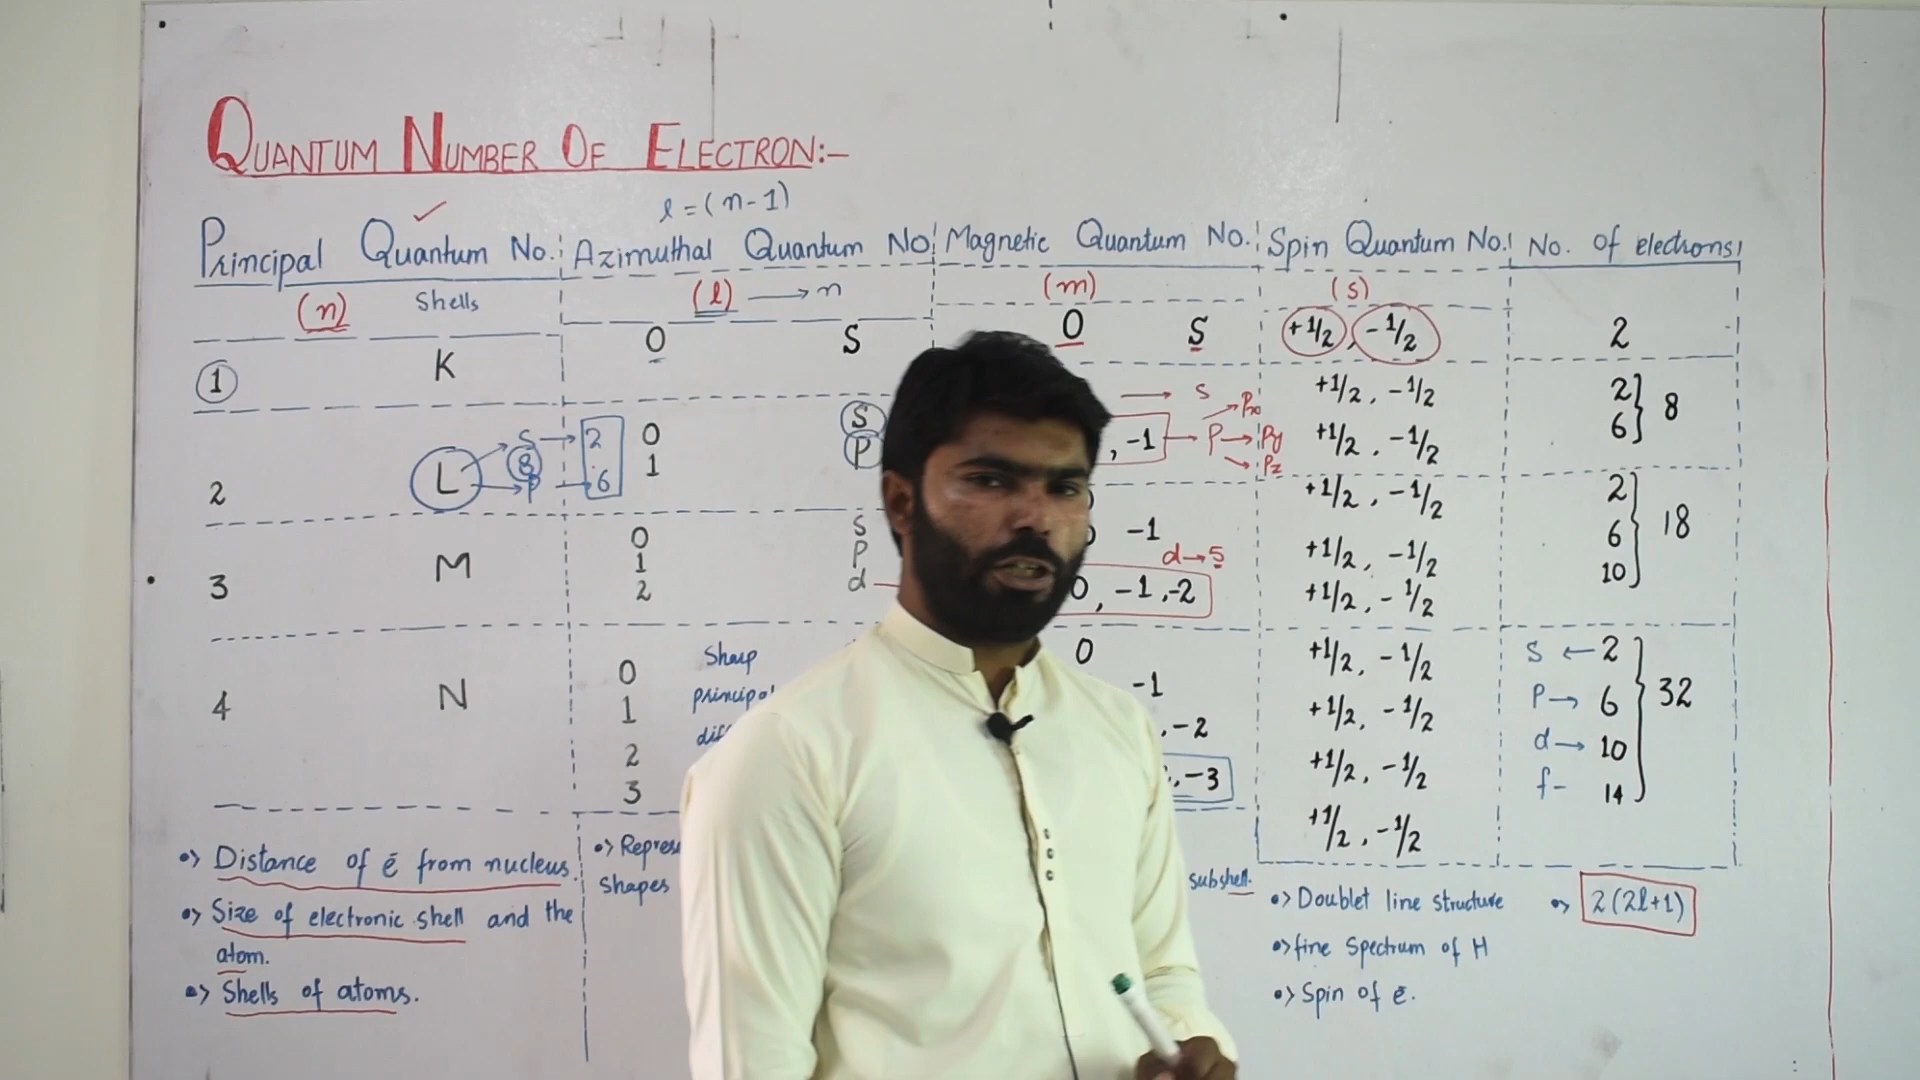 QUANTUM NUMBER OF ELECTRON:-
l = (n-1)
Principal Quantum No. Azimuthal Quantum No Magnetic Quantum No. Spin Quantum No. No. of electrons
(n) Shells (l) → n (m) (s)
1 K 0 S 0 S +1/2, -1/2 2
→ S +1/2, -1/2 2
L S → 2 0 S Px
8 P , -1 → P → Py +1/2, -1/2 6 } 8
P → 6 1 Pz
2
0 S +1/2, -1/2 2
M 1 P -1 +1/2, -1/2 6 } 18
d → 5
3 2 d 0, -1, -2 +1/2, -1/2 10
0 Sharp 0 +1/2, -1/2 S ← 2
4 N 1 principal -1 +1/2, -1/2 P → 6 } 32
2 , -2 +1/2, -1/2 d → 10
3 , -3 +1/2, -1/2 f - 14
•> Distance of ē from nucleus.
•> Size of electronic shell and the
atom.
•> Shells of atoms.
•>
shapes
subshell.
•> Doublet line structure
•> fine Spectrum of H
•> Spin of ē.
•> 2(2l+1)